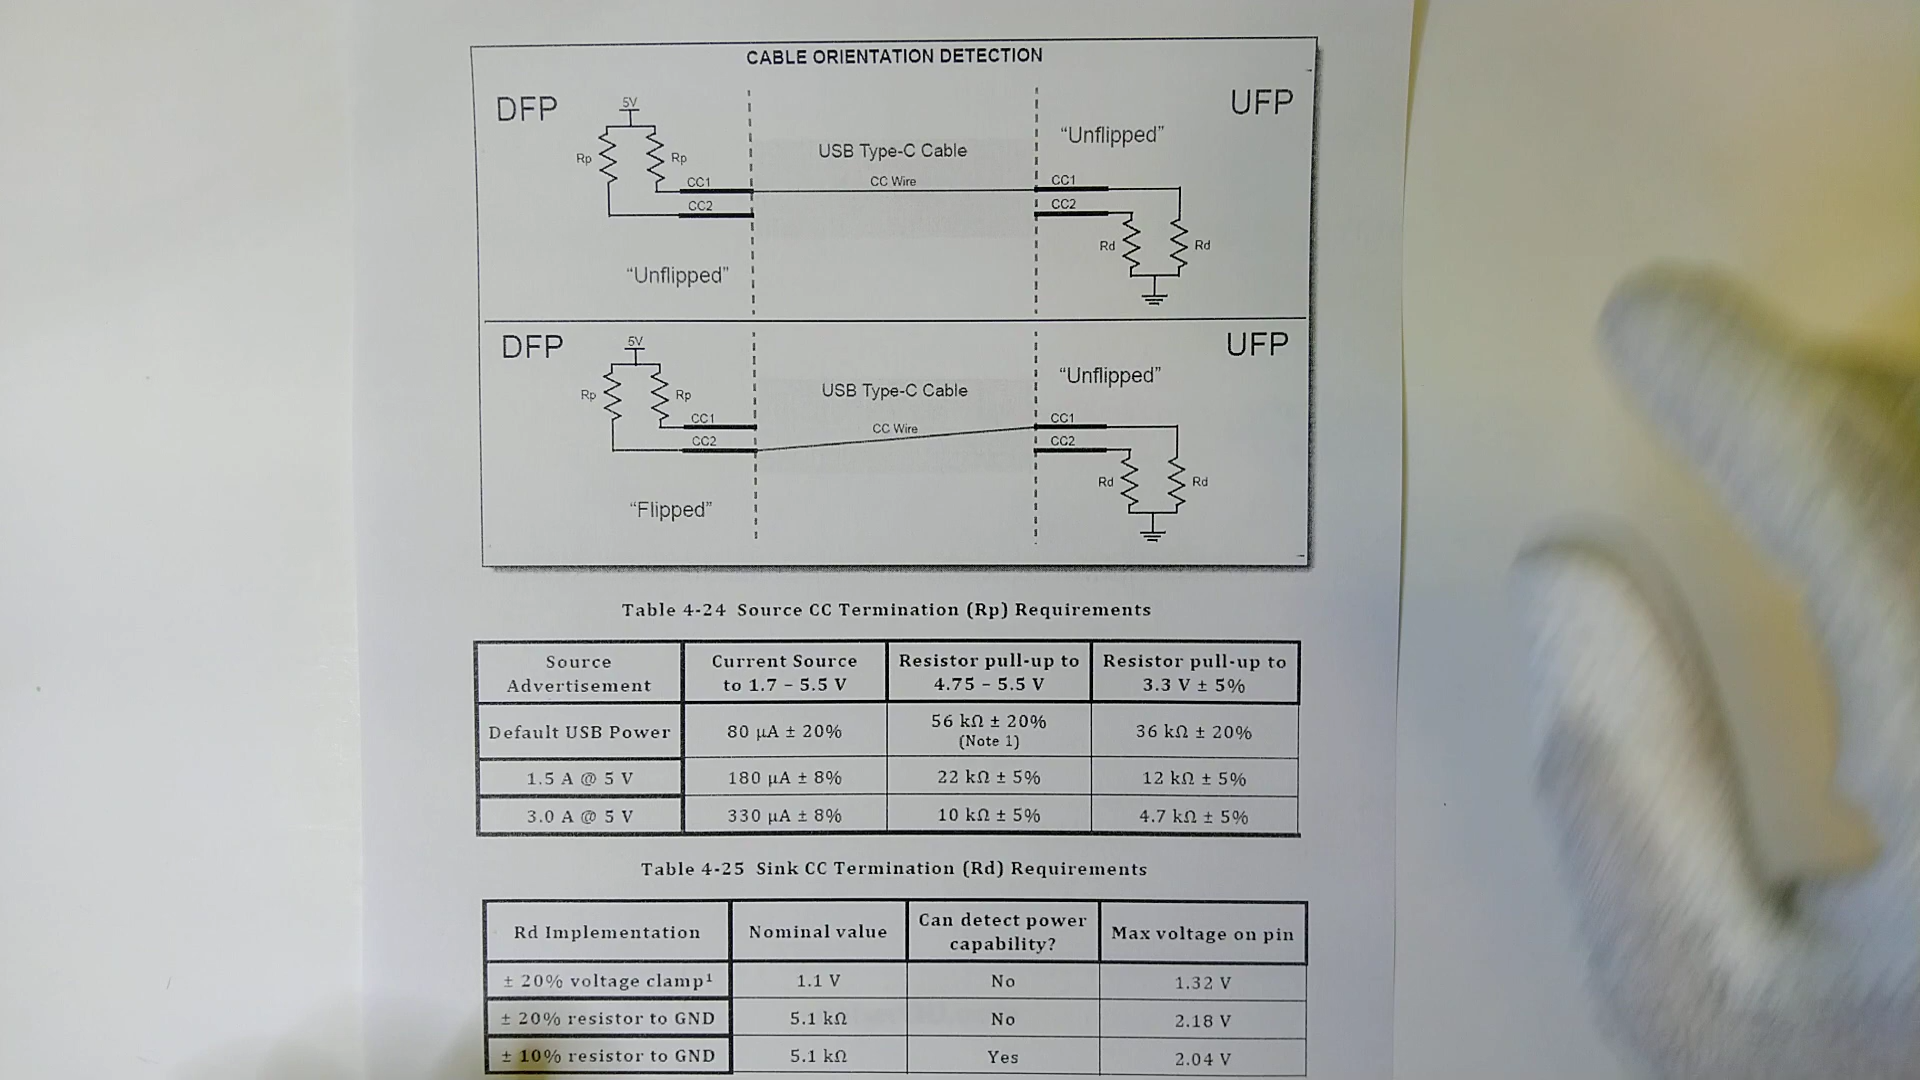 CABLE ORIENTATION DETECTION
DFP
UFP
5V
“Unflipped”
Rp
Rp
USB Type-C Cable
CC1
CC Wire
CC1
CC2
CC2
Rd
Rd
“Unflipped”
DFP
UFP
5V
“Unflipped”
Rp
Rp
USB Type-C Cable
CC1
CC Wire
CC1
CC2
CC2
Rd
Rd
“Flipped”
Table 4-24 Source CC Termination (Rp) Requirements
Source Advertisement
Current Source to 1.7 – 5.5 V
Resistor pull-up to 4.75 – 5.5 V
Resistor pull-up to 3.3 V ± 5%
Default USB Power
80 µA ± 20%
56 kΩ ± 20%
(Note 1)
36 kΩ ± 20%
1.5 A @ 5 V
180 µA ± 8%
22 kΩ ± 5%
12 kΩ ± 5%
3.0 A @ 5 V
330 µA ± 8%
10 kΩ ± 5%
4.7 kΩ ± 5%
Table 4-25 Sink CC Termination (Rd) Requirements
Rd Implementation
Nominal value
Can detect power capability?
Max voltage on pin
± 20% voltage clamp¹
1.1 V
No
1.32 V
± 20% resistor to GND
5.1 kΩ
No
2.18 V
± 10% resistor to GND
5.1 kΩ
Yes
2.04 V